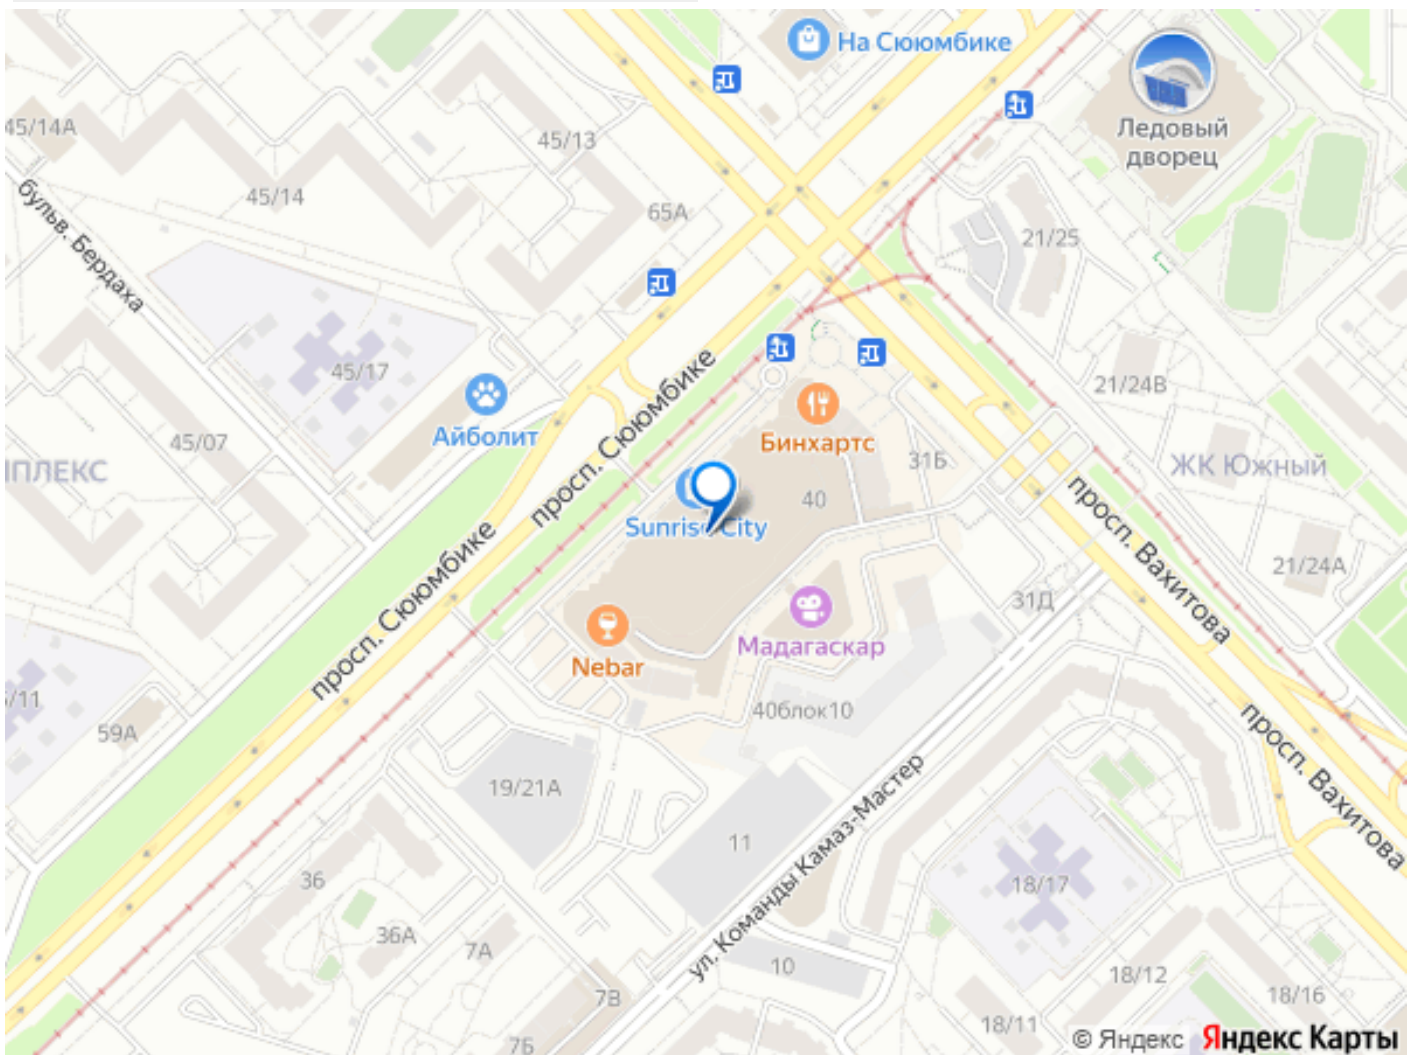 На Сююмбике
Ледовый
дворец
45/14А
45/13
45/14
65А
21/25
бульв. Бердаха
45/17
просп. Сююмбике
21/24В
Айболит
Бинхартс
45/07
31Б
ЖК Южный
МПЛЕКС
40
Sunrise City
просп. Вахитова
просп. Сююмбике
21/24А
31Д
Мадагаскар
Nebar
/11
59А
40блок10
просп. Вахитова
19/21А
11
ул. Команды Камаз-Мастер
36
18/17
36А
7А
10
18/12
7В
18/16
18/11
7Б
© Яндекс Яндекс Карты